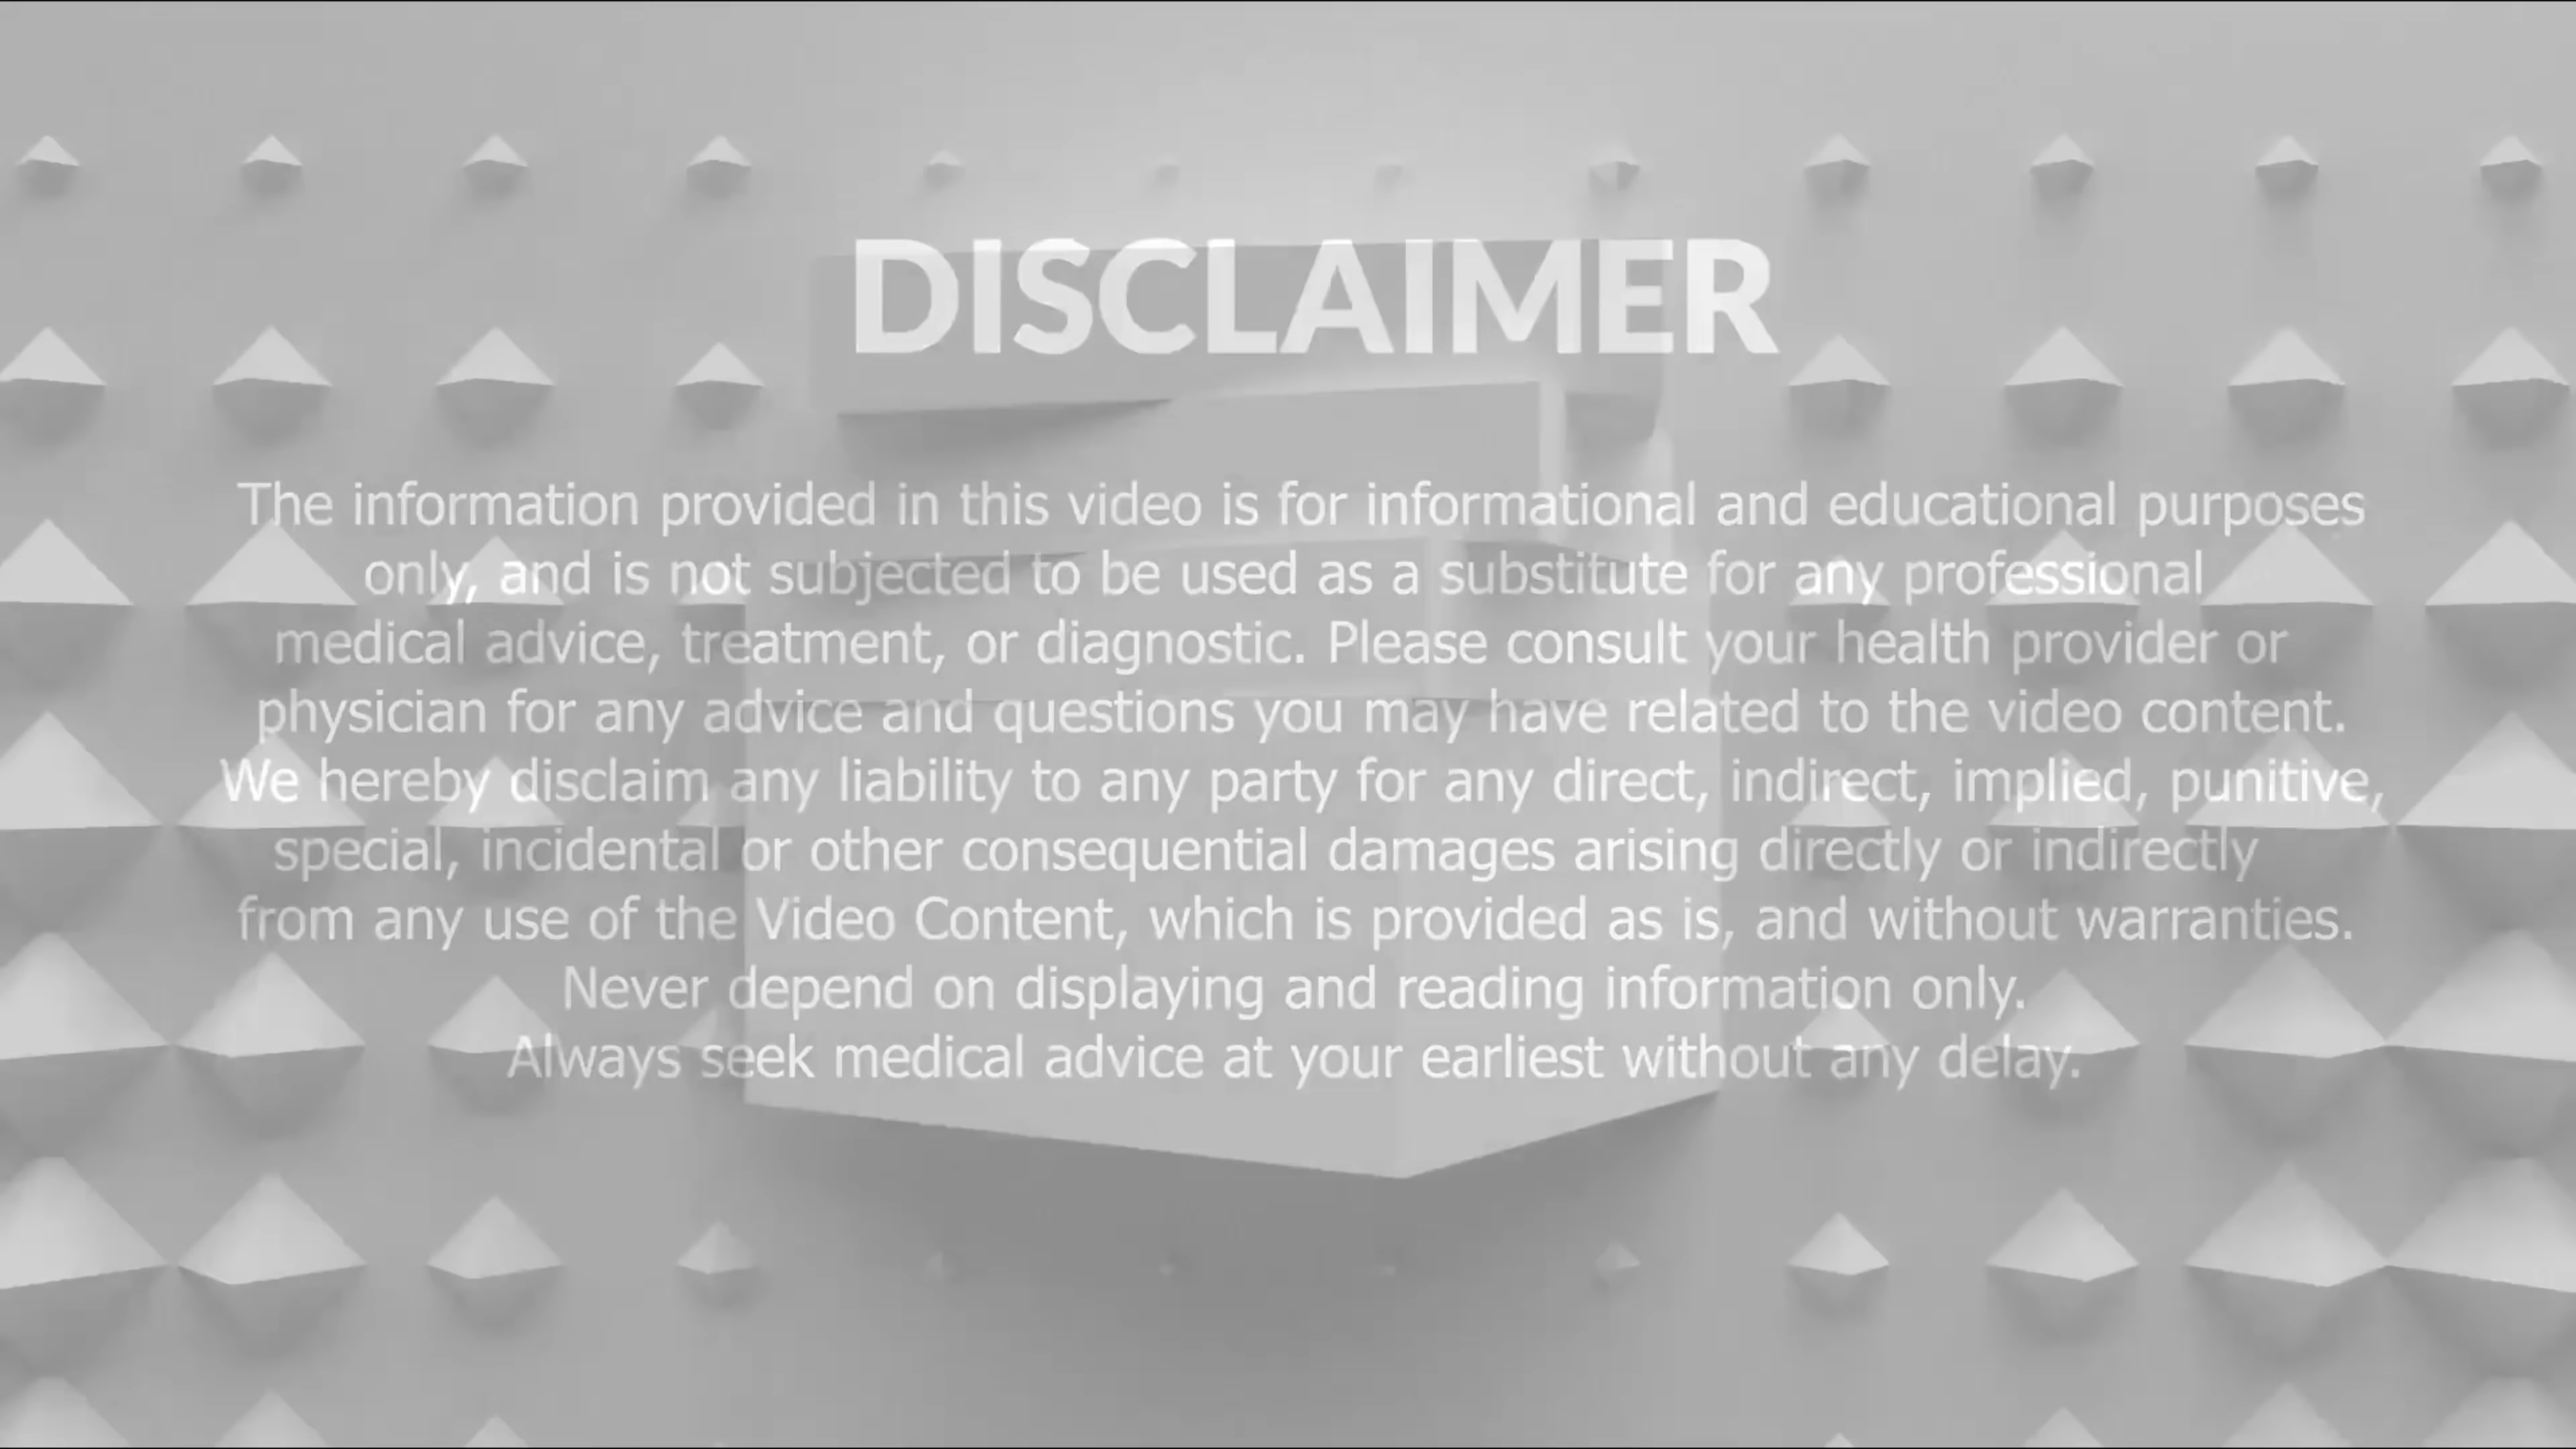 DISCLAIMER
The information provided in this video is for informational and educational purposes
only, and is not subjected to be used as a substitute for any professional
medical advice, treatment, or diagnostic. Please consult your health provider or
physician for any advice and questions you may have related to the video content.
We hereby disclaim any liability to any party for any direct, indirect, implied, punitive,
special, incidental or other consequential damages arising directly or indirectly
from any use of the Video Content, which is provided as is, and without warranties.
Never depend on displaying and reading information only.
Always seek medical advice at your earliest without any delay.